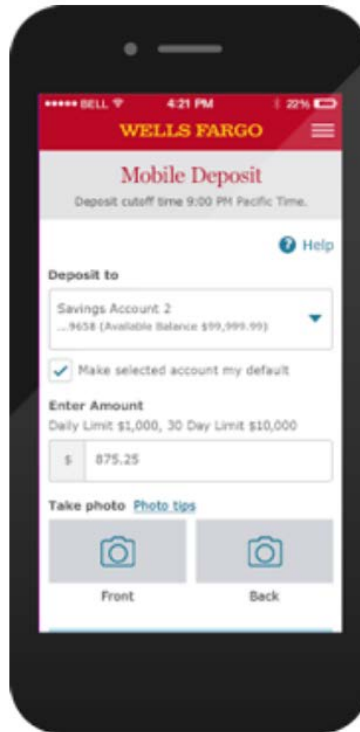 BELL 4:21 PM 22%
WELLS FARGO
Mobile Deposit
Deposit cutoff time 9:00 PM Pacific Time.
? Help
Deposit to
Savings Account 2
...9658 (Available Balance $99,999.99)
Make selected account my default
Enter Amount
Daily Limit $1,000, 30 Day Limit $10,000
$ 875.25
Take photo Photo tips
Front Back